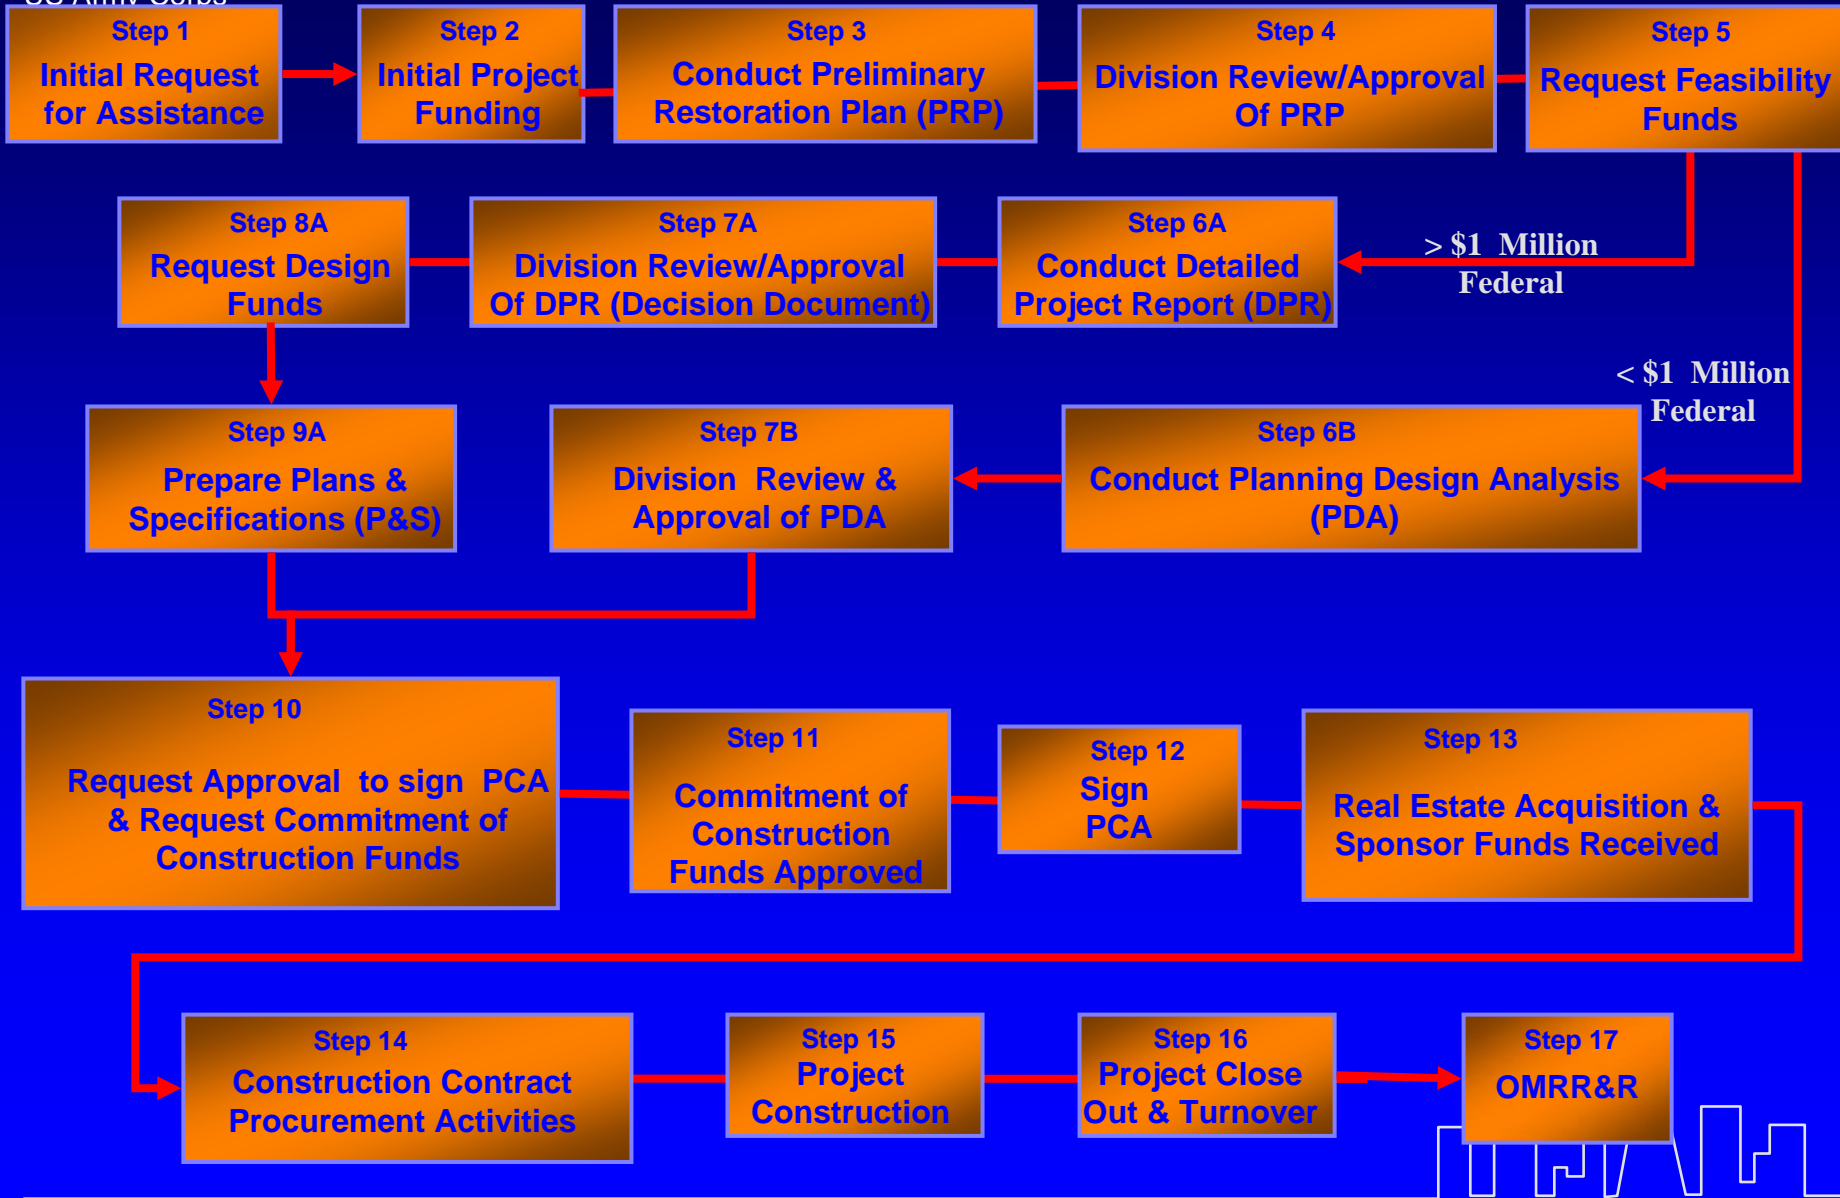 US Army Corps
Step 1
Initial Request
for Assistance
Step 2
Initial Project
Funding
Step 3
Conduct Preliminary
Restoration Plan (PRP)
Step 4
Division Review/Approval
Of PRP
Step 5
Request Feasibility
Funds
Step 8A
Request Design
Funds
Step 7A
Division Review/Approval
Of DPR (Decision Document)
Step 6A
Conduct Detailed
Project Report (DPR)
> $1 Million
Federal
< $1 Million
Federal
Step 9A
Prepare Plans &
Specifications (P&S)
Step 7B
Division Review &
Approval of PDA
Step 6B
Conduct Planning Design Analysis
(PDA)
Step 10
Request Approval to sign PCA
& Request Commitment of
Construction Funds
Step 11
Commitment of
Construction
Funds Approved
Step 12
Sign
PCA
Step 13
Real Estate Acquisition &
Sponsor Funds Received
Step 14
Construction Contract
Procurement Activities
Step 15
Project
Construction
Step 16
Project Close
Out & Turnover
Step 17
OMRR&R